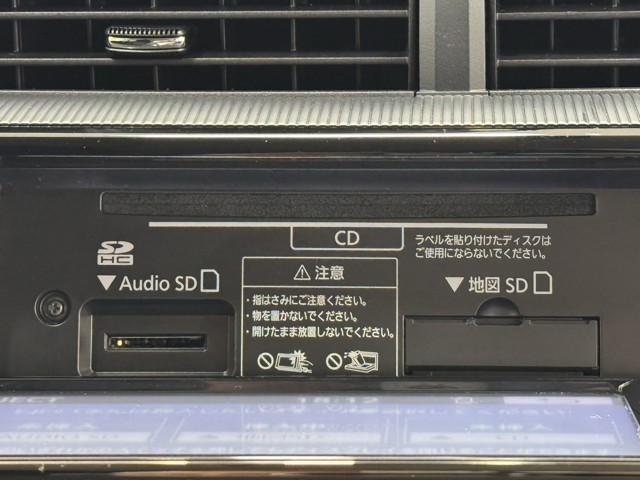 CD
ラベルを貼り付けたディスクは
ご使用にならないでください。
SD
HC
▼Audio SD
⚠注意
・指はさみにご注意ください。
・物を置かないでください。
・開けたまま放置しないでください。
▼地図 SD
18:12